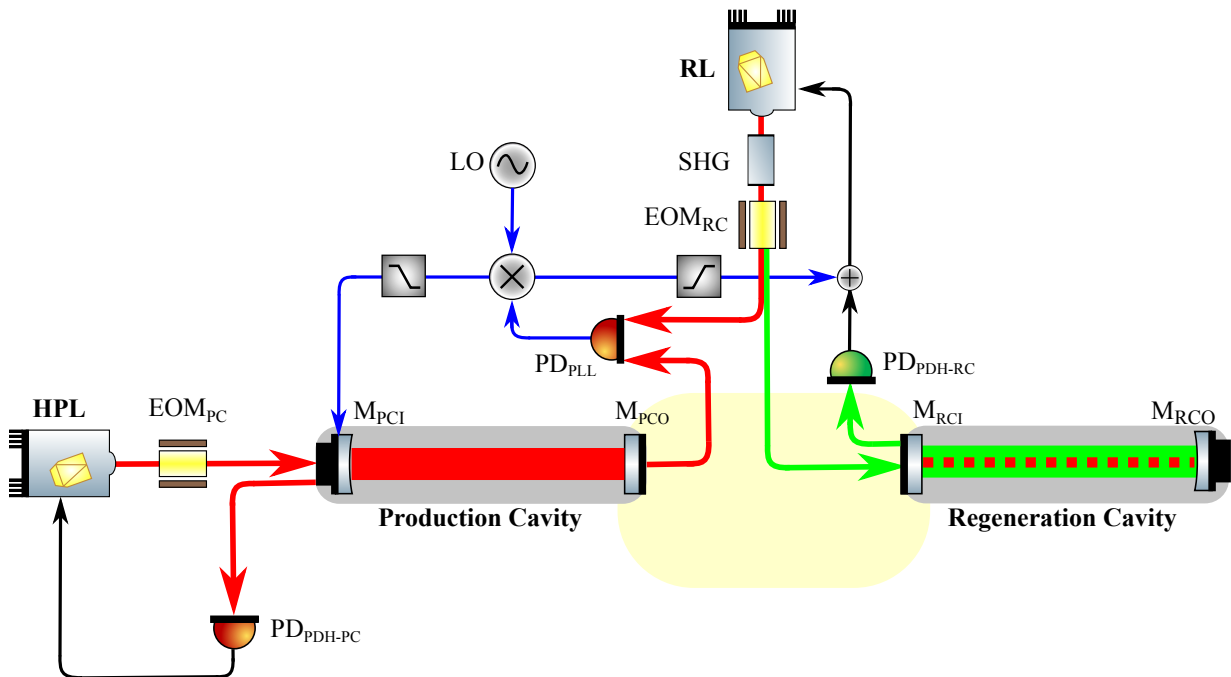 RL
LO
SHG
EOM_RC
PD_PLL
PD_PDH-RC
HPL
EOM_PC
M_PCI
M_PCO
M_RCI
M_RCO
Production Cavity
Regeneration Cavity
PD_PDH-PC